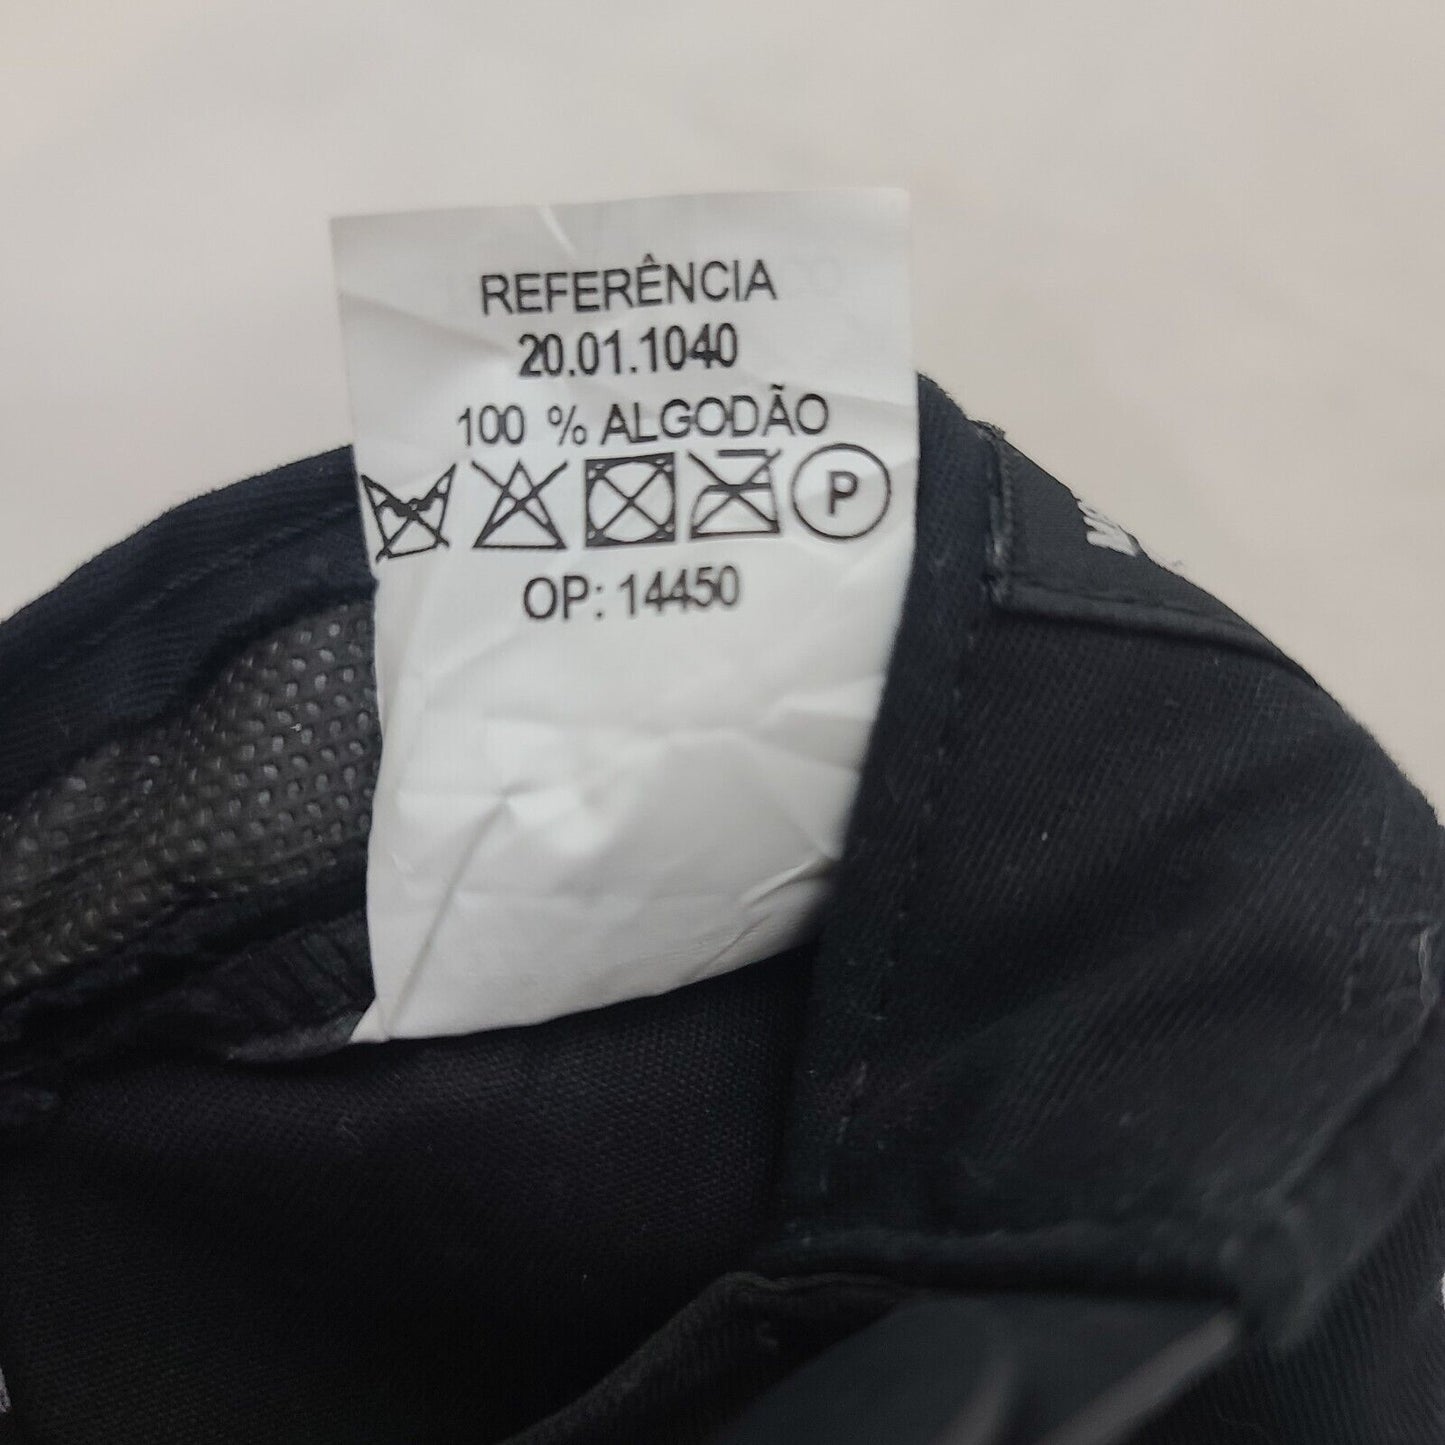 REFERÊNCIA
20.01.1040
100 % ALGODÃO
P
OP: 14450